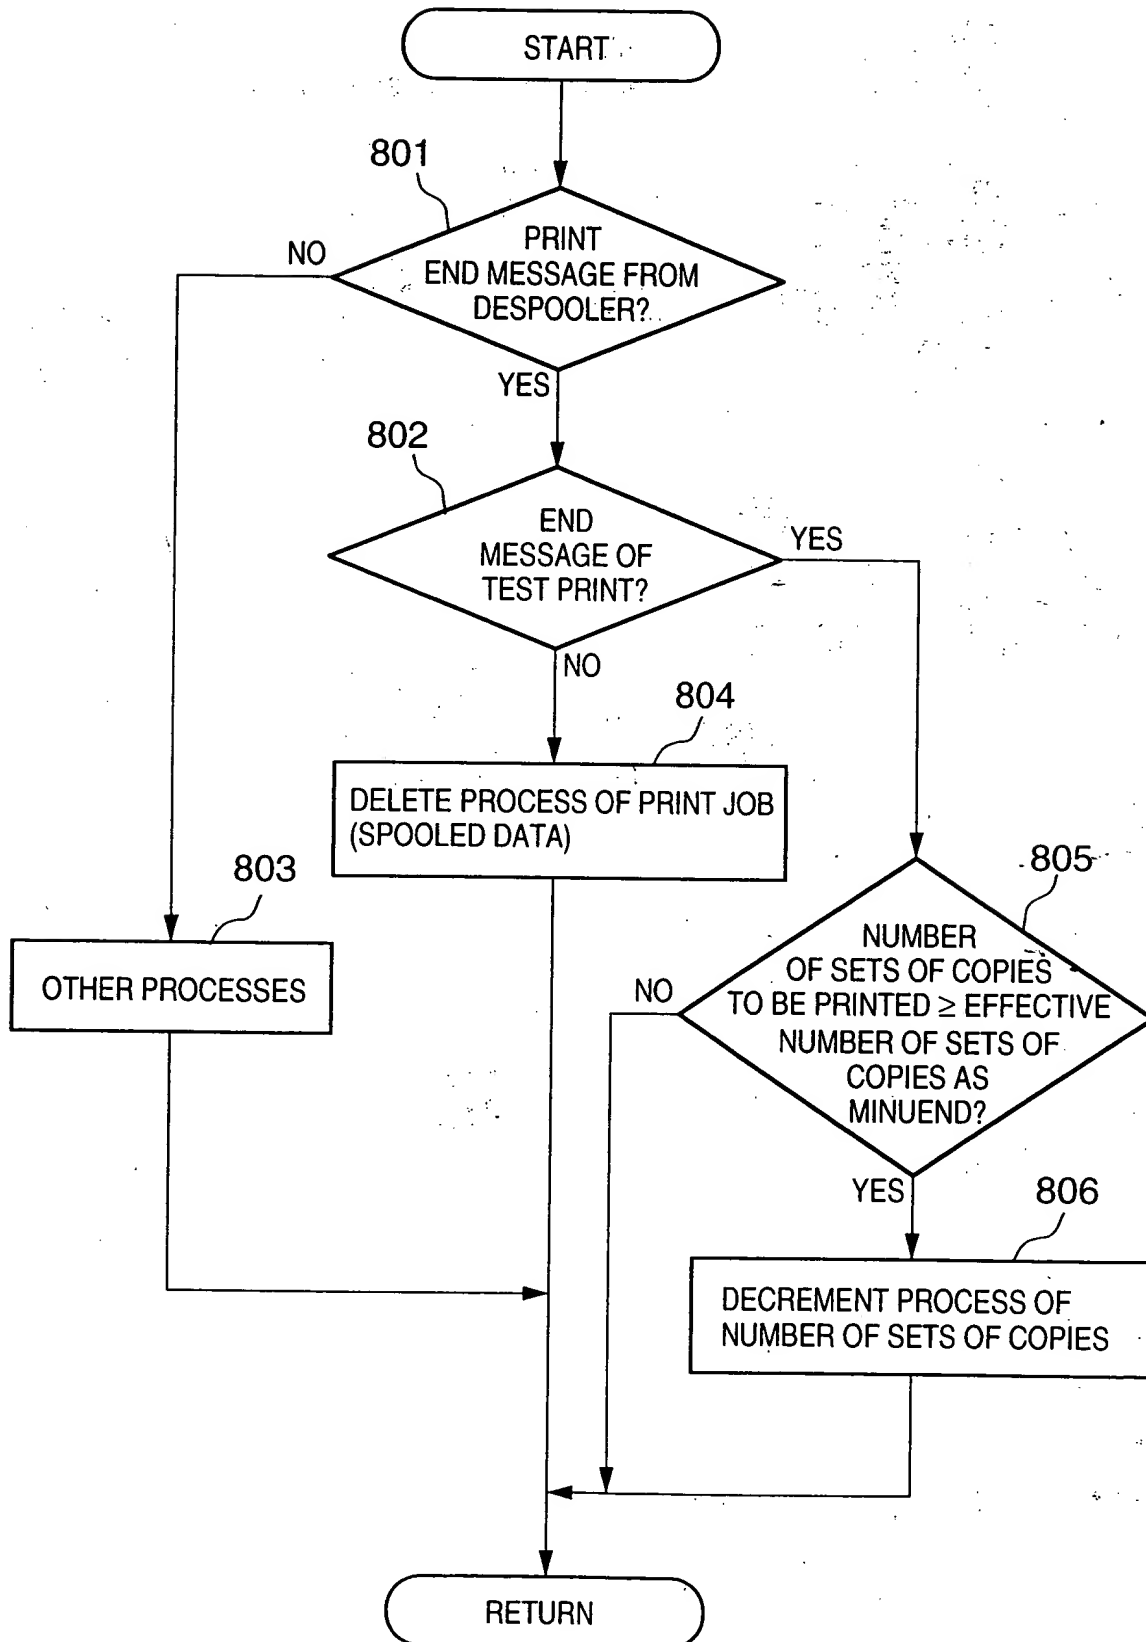 START
801
PRINT
END MESSAGE FROM
DESPOOLER?
NO
YES
802
END
MESSAGE OF
TEST PRINT?
YES
NO
804
DELETE PROCESS OF PRINT JOB
(SPOOLED DATA)
803
OTHER PROCESSES
805
NUMBER
OF SETS OF COPIES
TO BE PRINTED ≥ EFFECTIVE
NUMBER OF SETS OF
COPIES AS
MINUEND?
NO
YES
806
DECREMENT PROCESS OF
NUMBER OF SETS OF COPIES
RETURN